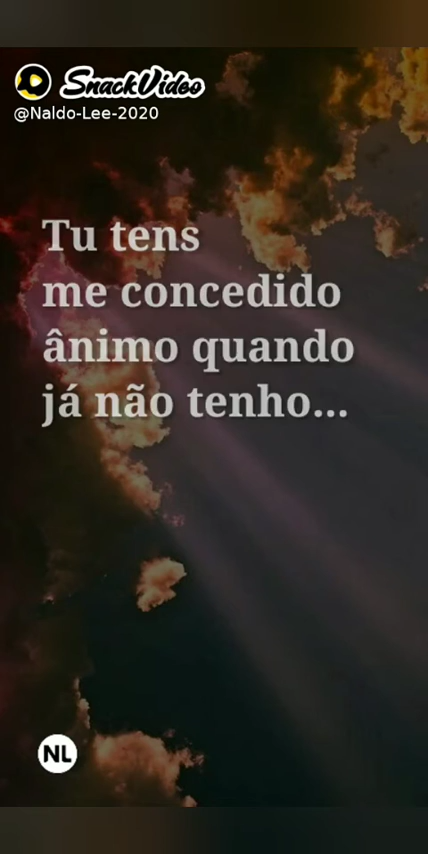 SnackVideo
@Naldo-Lee-2020
Tu tens
me concedido
ânimo quando
já não tenho...
NL